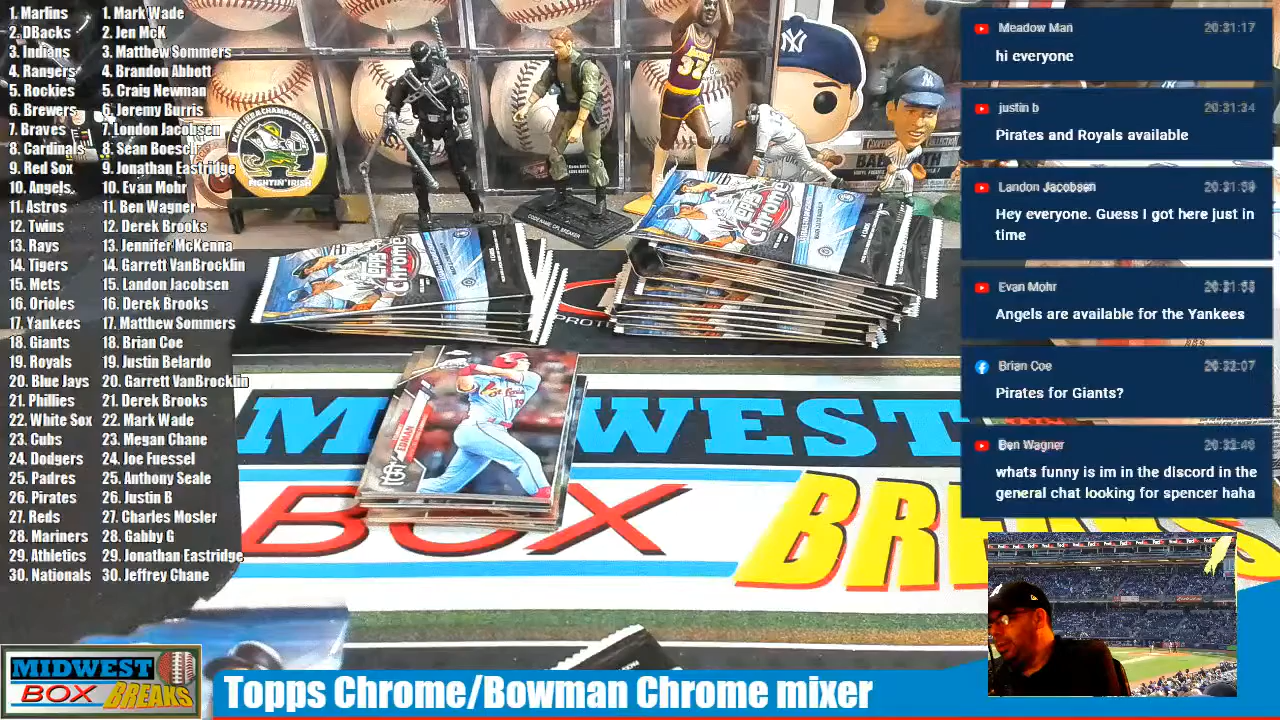 1. Marlins 1. Mark Wade
2. DBacks 2. Jen McK
3. Indians 3. Matthew Sommers
4. Rangers 4. Brandon Abbott
5. Rockies 5. Craig Newman
6. Brewers 6. Jeremy Burris
7. Braves 7. London Jacobsen
8. Cardinals 8. Sean Boesch
9. Red Sox 9. Jonathan Eastridge
10. Angels 10. Evan Mohr
11. Astros 11. Ben Wagner
12. Twins 12. Derek Brooks
13. Rays 13. Jennifer McKenna
14. Tigers 14. Garrett VanBrocklin
15. Mets 15. Landon Jacobsen
16. Orioles 16. Derek Brooks
17. Yankees 17. Matthew Sommers
18. Giants 18. Brian Coe
19. Royals 19. Justin Belardo
20. Blue Jays 20. Garrett VanBrocklin
21. Phillies 21. Derek Brooks
22. White Sox 22. Mark Wade
23. Cubs 23. Megan Chane
24. Dodgers 24. Joe Fuessel
25. Padres 25. Anthony Seale
26. Pirates 26. Justin B
27. Reds 27. Charles Mosler
28. Mariners 28. Gabby G
29. Athletics 29. Jonathan Eastridge
30. Nationals 30. Jeffrey Chane
FIGHTIN' IRISH
32
Topps Chrome
Topps Chrome
EDMAN
19
MIDWEST
BOX
MIDWEST
BOX BREAKS
Topps Chrome/Bowman Chrome mixer
Meadow Man 20:31:17
hi everyone
justin b 20:31:34
Pirates and Royals available
Landon Jacobsen
Hey everyone. Guess I got here just in
time
Evan Mohr
Angels are available for the Yankees
Brian Coe 20:32:07
Pirates for Giants?
Ben Wagner
whats funny is im in the discord in the
general chat looking for spencer haha